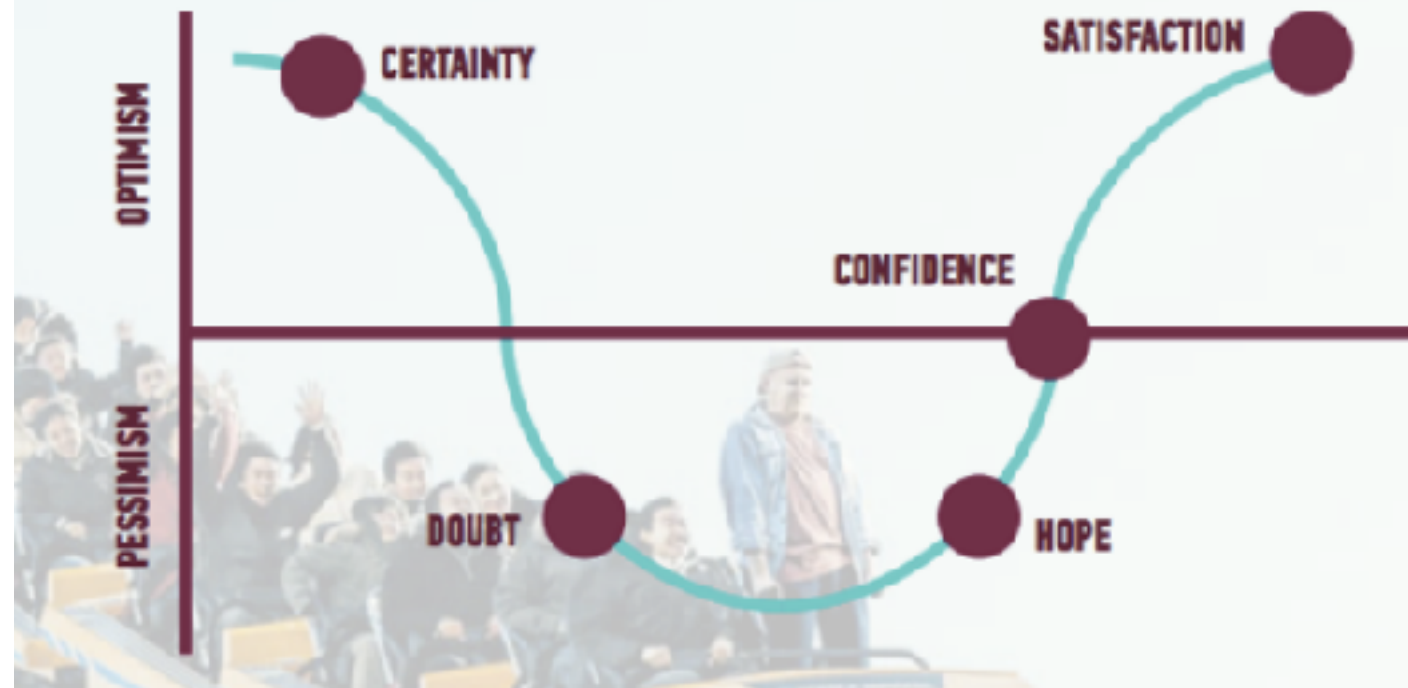 CERTAINTY
SATISFACTION
OPTIMISM
CONFIDENCE
PESSIMISM
DOUBT
HOPE